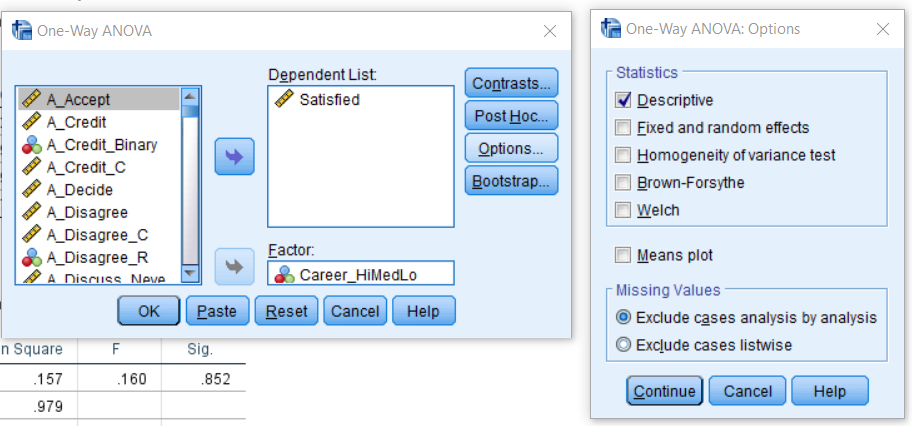 One-Way ANOVA
A_Accept
A_Credit
A_Credit_Binary
A_Credit_C
A_Decide
A_Disagree
A_Disagree_C
A_Disagree_R
A_Discuss_Neve
Dependent List:
Satisfied
Factor:
Career_HiMedLo
Contrasts...
Post Hoc...
Options...
Bootstrap...
OK Paste Reset Cancel Help
n Square F Sig.
.157 .160 .852
.979
One-Way ANOVA: Options
Statistics
Descriptive
Fixed and random effects
Homogeneity of variance test
Brown-Forsythe
Welch
Means plot
Missing Values
Exclude cases analysis by analysis
Exclude cases listwise
Continue Cancel Help